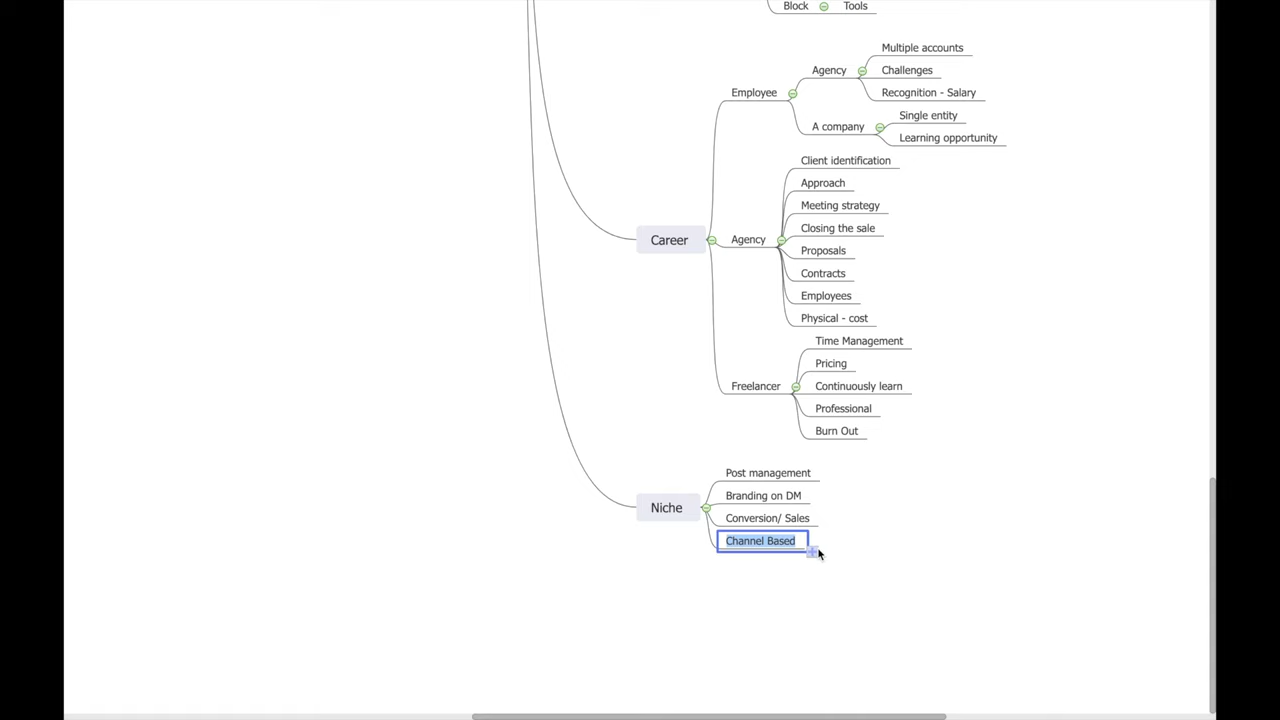 Block
Tools
Career
Employee
Agency
Multiple accounts
Challenges
Recognition - Salary
A company
Single entity
Learning opportunity
Agency
Client identification
Approach
Meeting strategy
Closing the sale
Proposals
Contracts
Employees
Physical - cost
Freelancer
Time Management
Pricing
Continuously learn
Professional
Burn Out
Niche
Post management
Branding on DM
Conversion/ Sales
Channel Based